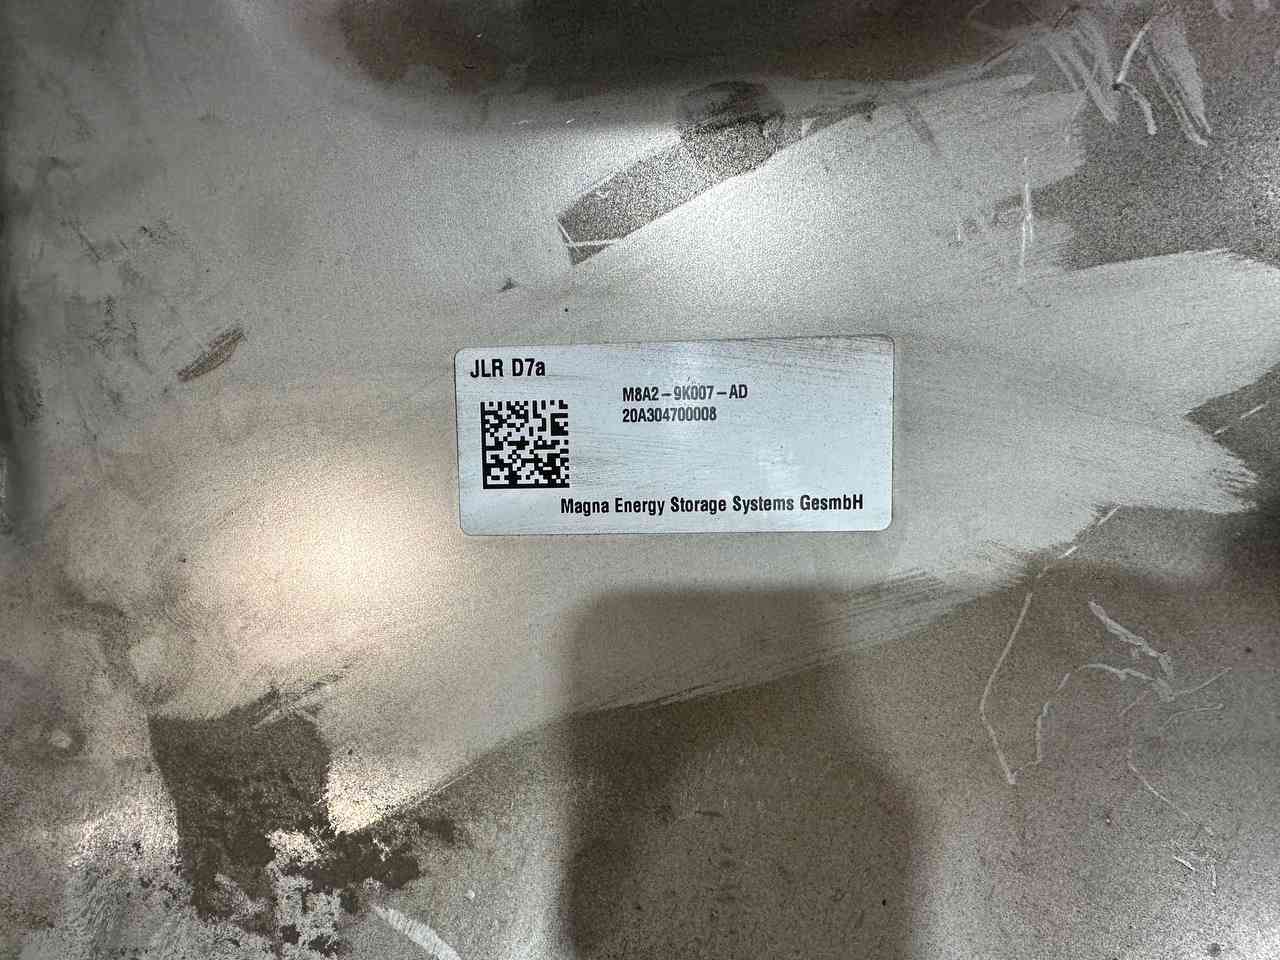 JLR D7a
M8A2-9K007-AD
20A304700008
Magna Energy Storage Systems GesmbH